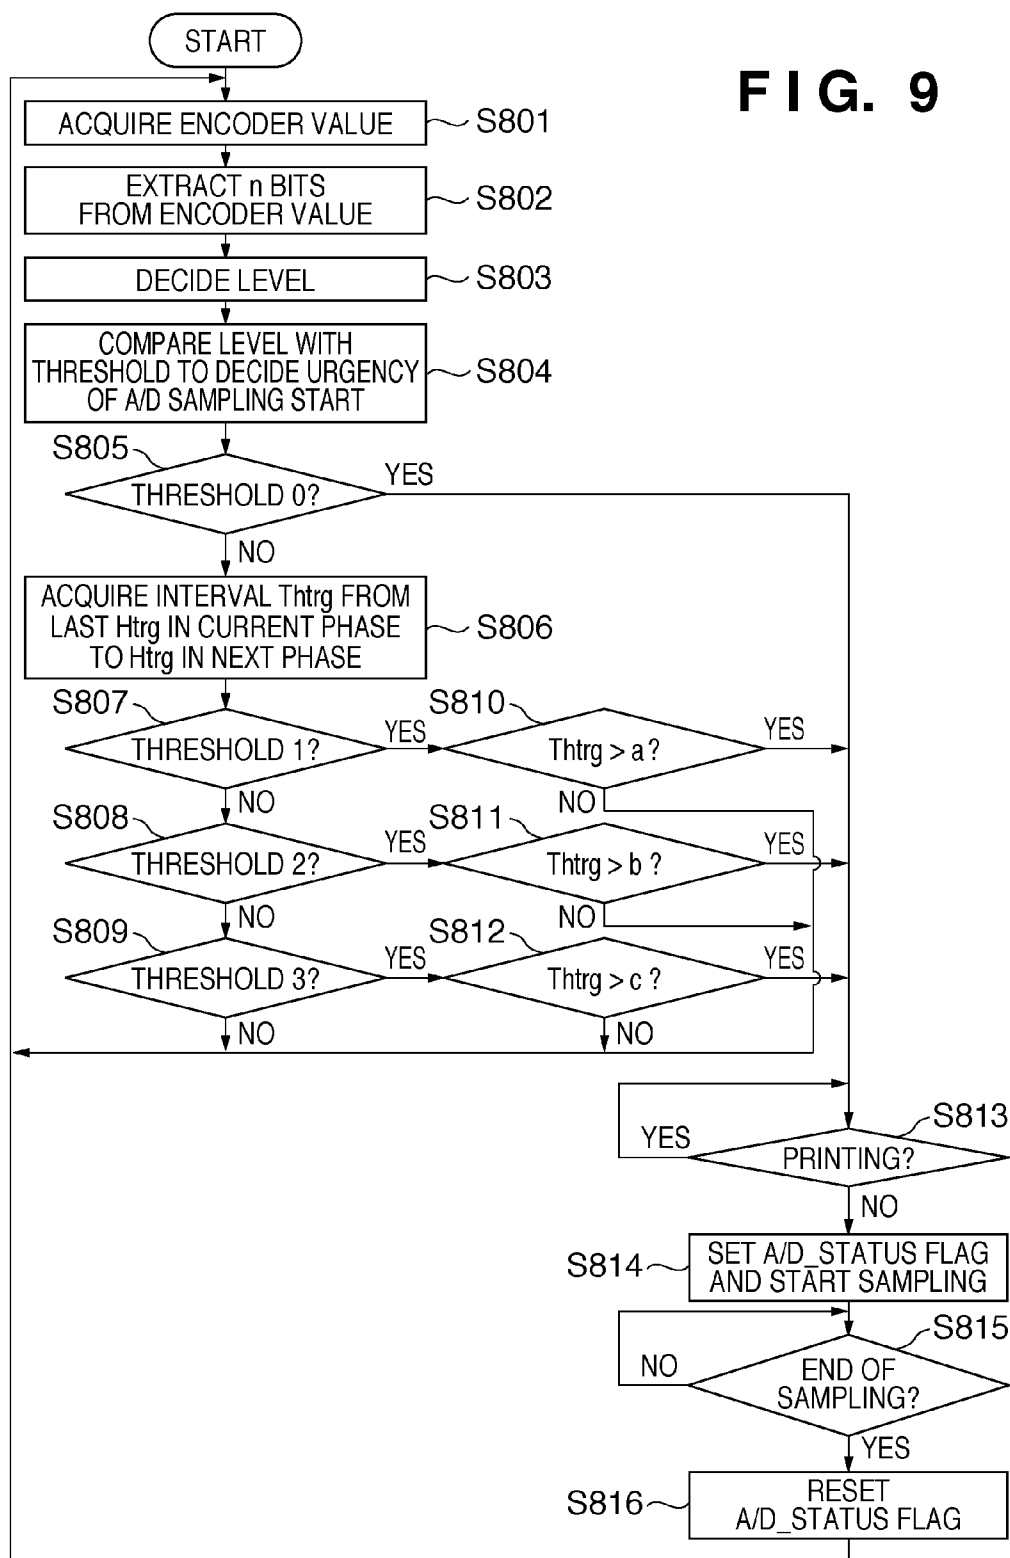 START
FIG. 9
ACQUIRE ENCODER VALUE
S801
EXTRACT n BITS
FROM ENCODER VALUE
S802
DECIDE LEVEL
S803
COMPARE LEVEL WITH
THRESHOLD TO DECIDE URGENCY
OF A/D SAMPLING START
S804
S805
THRESHOLD 0?
YES
NO
ACQUIRE INTERVAL Thtrg FROM
LAST Htrg IN CURRENT PHASE
TO Htrg IN NEXT PHASE
S806
S807
THRESHOLD 1?
YES
S810
Thtrg > a ?
YES
NO
NO
S808
THRESHOLD 2?
YES
S811
Thtrg > b ?
YES
NO
NO
S809
THRESHOLD 3?
YES
S812
Thtrg > c ?
YES
NO
NO
S813
YES
PRINTING?
NO
SET A/D_STATUS FLAG
AND START SAMPLING
S814
S815
NO
END OF
SAMPLING?
YES
RESET
A/D_STATUS FLAG
S816